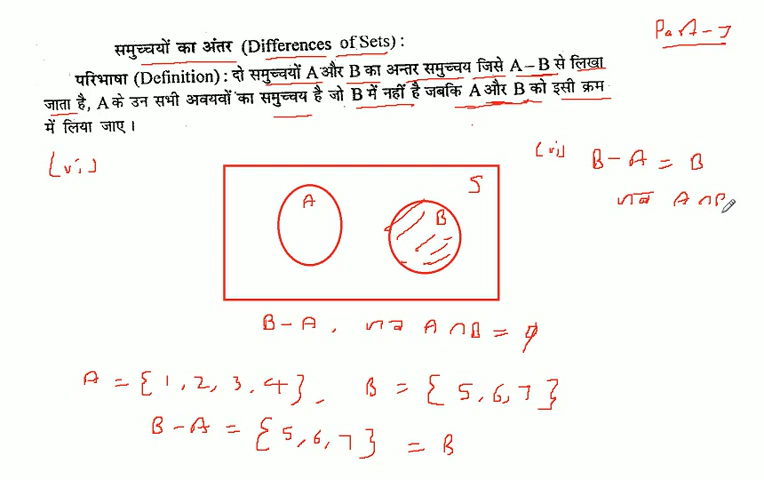 Part-J
समुच्चयों का अंतर (Differences of Sets) :
परिभाषा (Definition) : दो समुच्चयों A और B का अन्तर समुच्चय जिसे A – B से लिखा
जाता है, A के उन सभी अवयवों का समुच्चय है जो B में नहीं है जबकि A और B को इसी क्रम
में लिया जाए।
(vi)
(vi) B - A = B
जब A ∩ B
S
A
B
B - A , जब A ∩ B = φ
A = {1, 2, 3, 4}, B = {5, 6, 7}
B - A = {5, 6, 7} = B